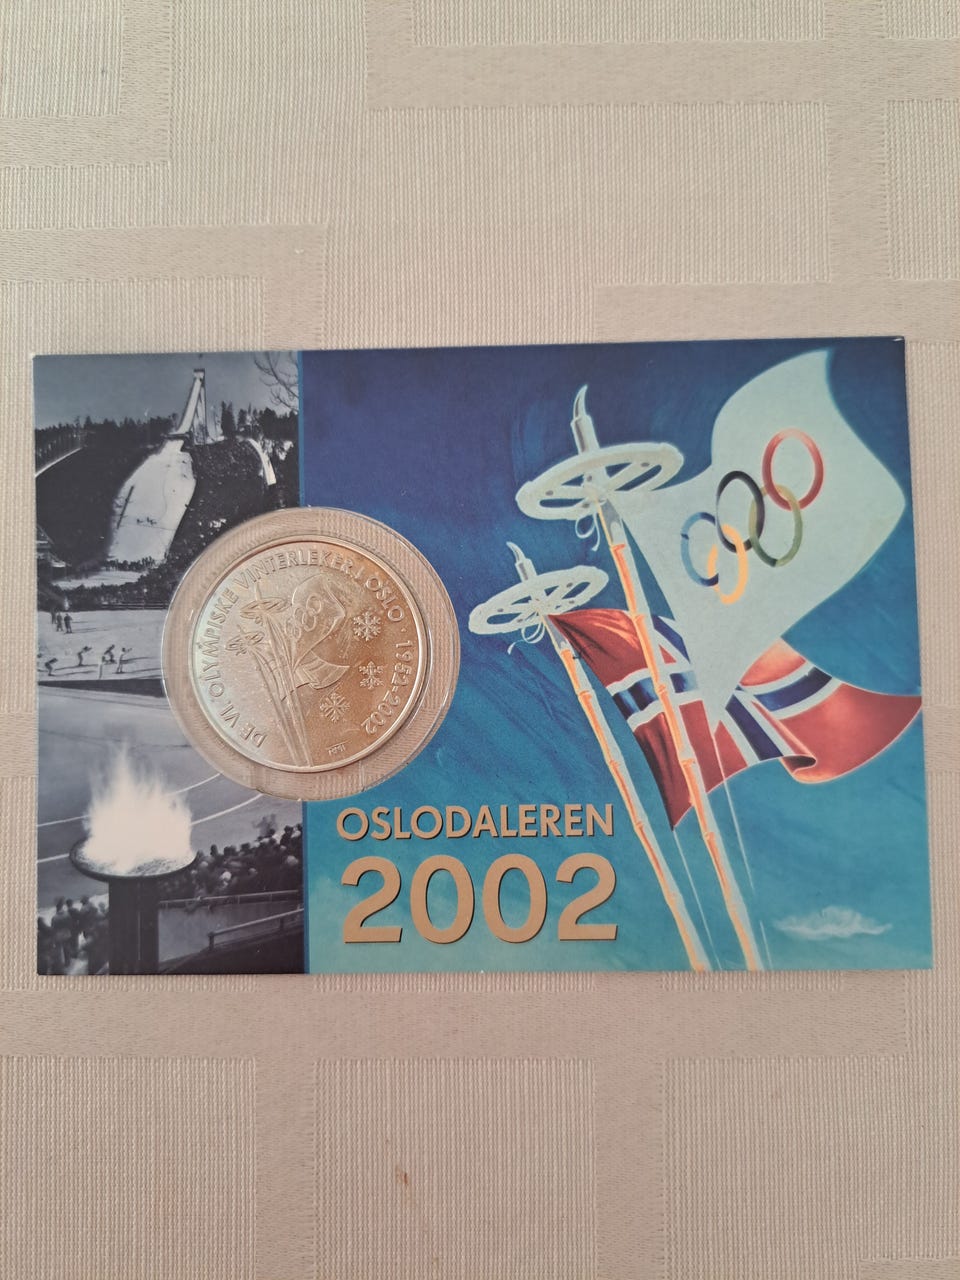 DE VI OLYMPISKE VINTERLEKER I OSLO · 1952-2002
OSLODALEREN
2002